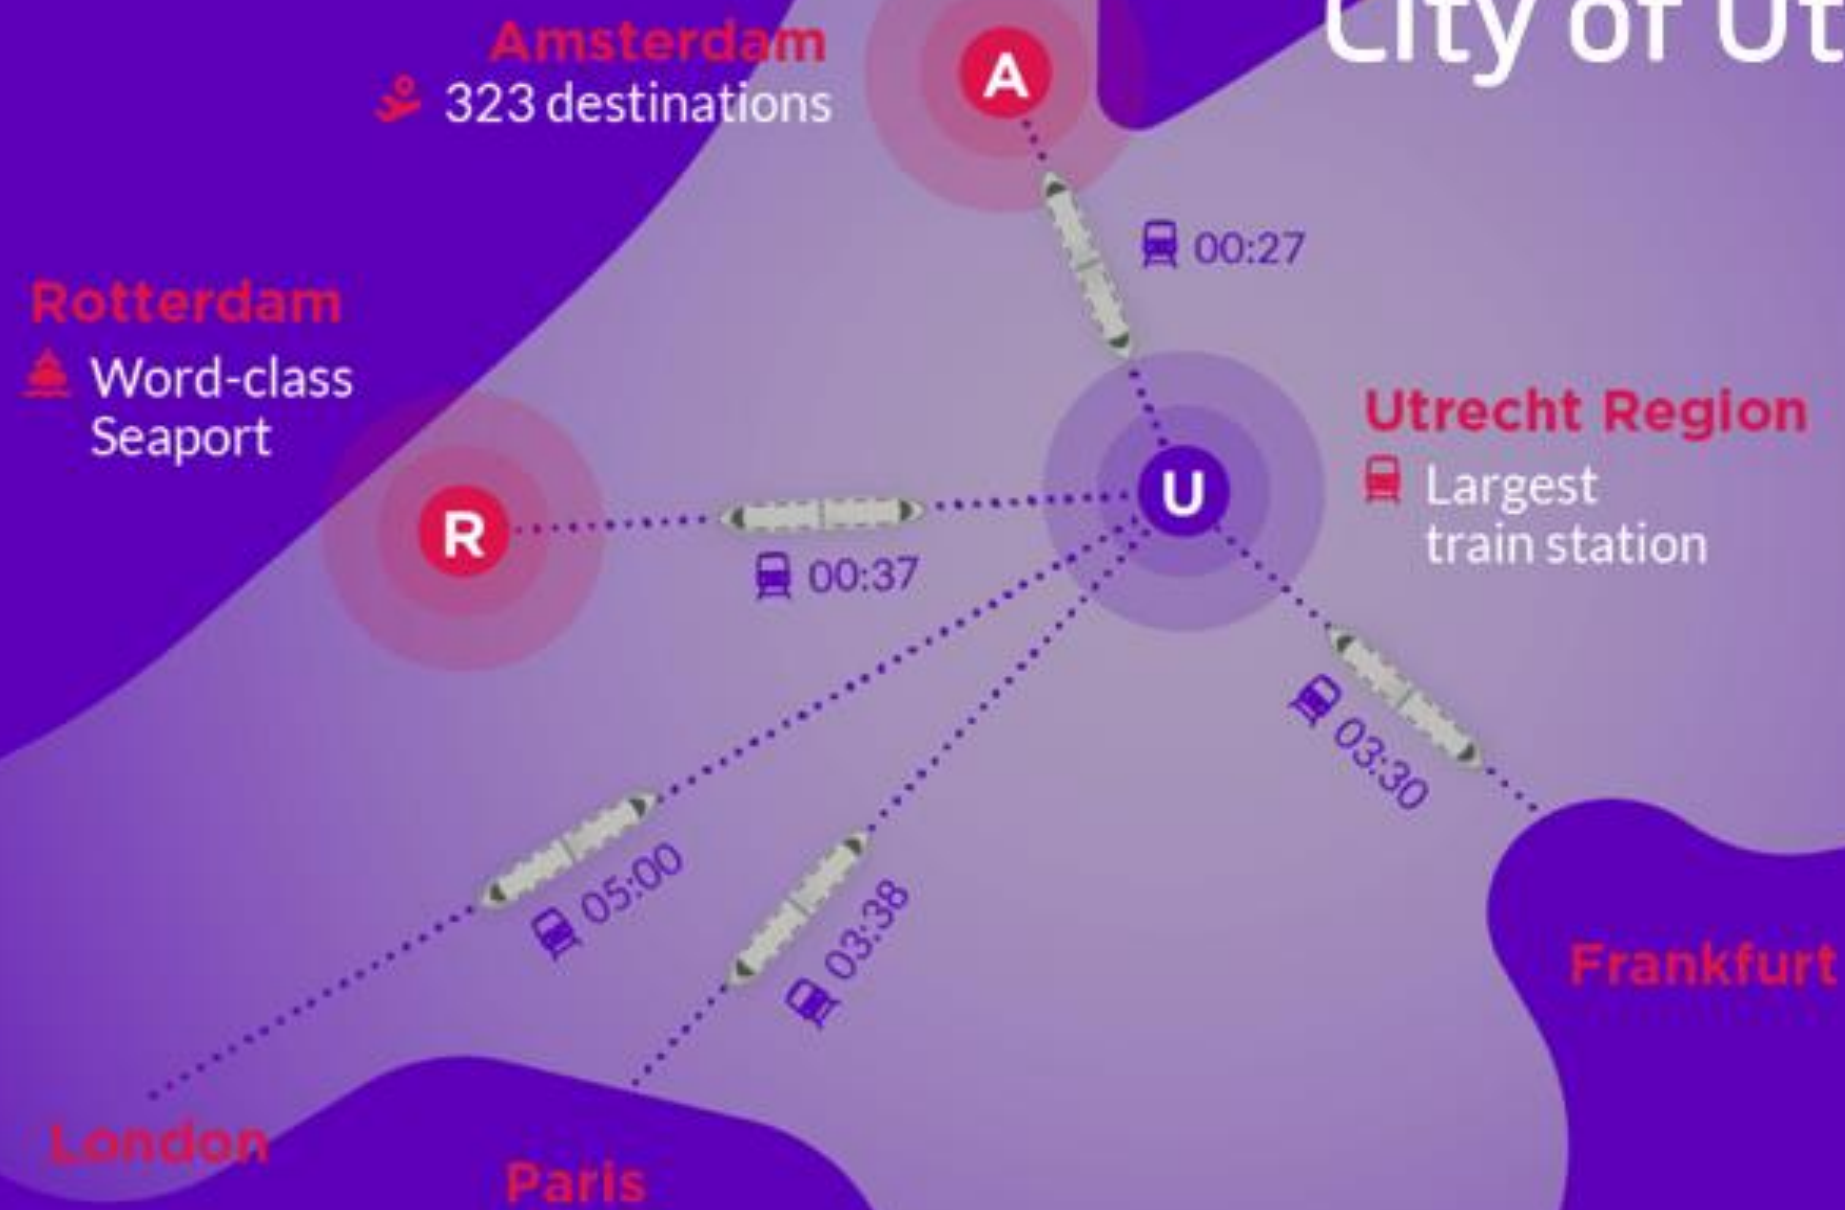 City of Ut
Amsterdam
323 destinations
A
00:27
Rotterdam
Word-class
Seaport
R
00:37
U
Utrecht Region
Largest
train station
03:30
05:00
03:38
Frankfurt
London
Paris